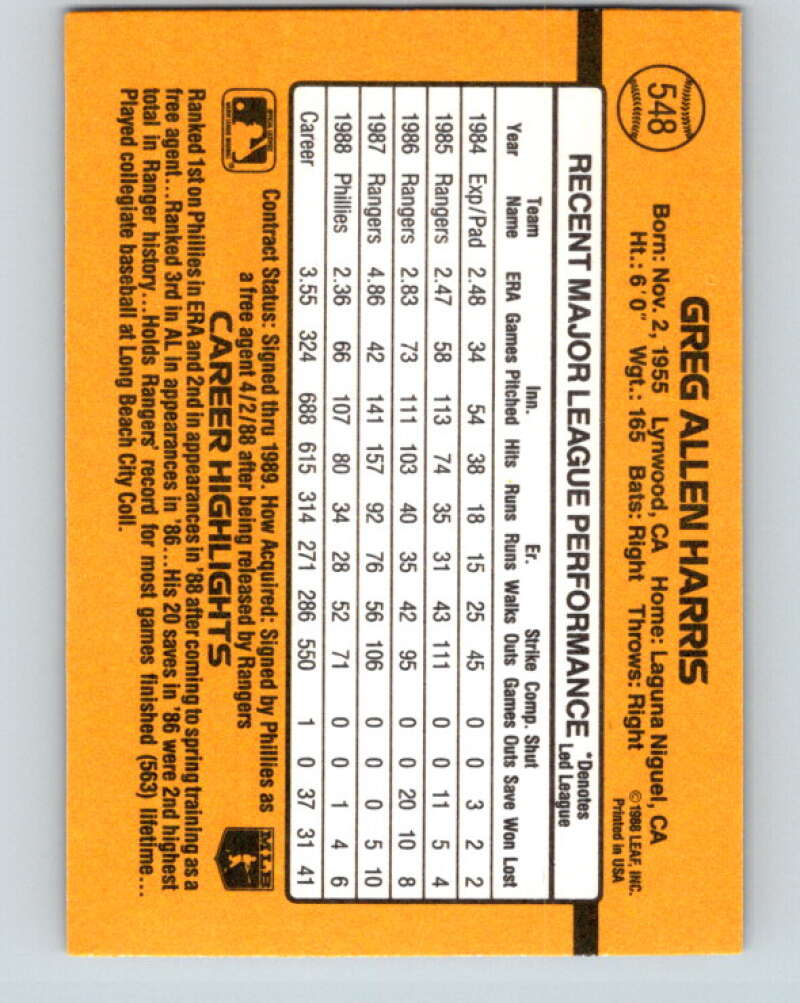 548
GREG ALLEN HARRIS
Born: Nov. 2, 1955 Lynwood, CA Home: Laguna Niguel, CA
Ht.: 6'0" Wgt.: 165 Bats: Right Throws: Right
©1988 LEAF, INC.
Printed in USA
RECENT MAJOR LEAGUE PERFORMANCE *Denotes Led League
Year Team Name ERA Games Inn. Pitched Hits Runs Er. Runs Walks Strike Outs Comp. Games Shut Outs Save Won Lost
1984 Exp/Pad 2.48 34 54 38 18 15 25 45 0 0 3 2 2
1985 Rangers 2.47 58 113 74 35 31 43 111 0 0 11 5 4
1986 Rangers 2.83 73 111 103 40 35 42 95 0 0 20 10 8
1987 Rangers 4.86 42 141 157 92 76 56 106 0 0 0 5 10
1988 Phillies 2.36 66 107 80 34 28 52 71 0 0 1 4 6
Career 3.55 324 688 615 314 271 286 550 1 0 37 31 41
Contract Status: Signed thru 1989. How Acquired: Signed by Phillies as
a free agent 4/2/88 after being released by Rangers
MLB
CAREER HIGHLIGHTS
Ranked 1st on Phillies in ERA and 2nd in appearances in '88 after coming to spring training as a
free agent...Ranked 3rd in AL in appearances in '86...His 20 saves in '86 were 2nd highest
total in Ranger history...Holds Rangers' record for most games finished (563) lifetime...
Played collegiate baseball at Long Beach City Coll.